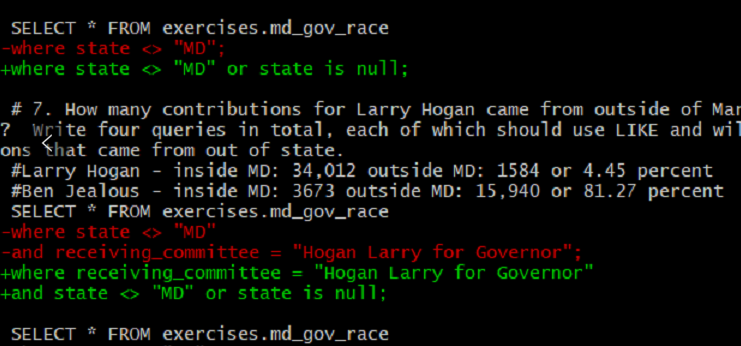 SELECT * FROM exercises.md_gov_race
-where state <> "MD";
+where state <> "MD" or state is null;
# 7. How many contributions for Larry Hogan came from outside of Mar
? Write four queries in total, each of which should use LIKE and wil
ons that came from out of state.
#Larry Hogan - inside MD: 34,012 outside MD: 1584 or 4.45 percent
#Ben Jealous - inside MD: 3673 outside MD: 15,940 or 81.27 percent
SELECT * FROM exercises.md_gov_race
-where state <> "MD"
-and receiving_committee = "Hogan Larry for Governor";
+where receiving_committee = "Hogan Larry for Governor"
+and state <> "MD" or state is null;
SELECT * FROM exercises.md_gov_race